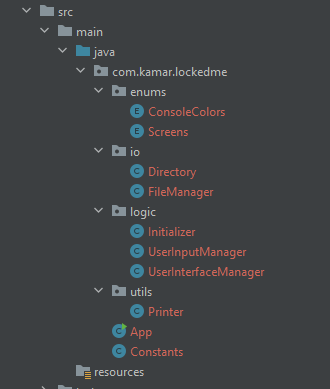 src
main
java
com.kamar.lockedme
enums
E ConsoleColors
E Screens
io
C Directory
C FileManager
logic
C Initializer
C UserInputManager
C UserInterfaceManager
utils
C Printer
C App
C Constants
resources